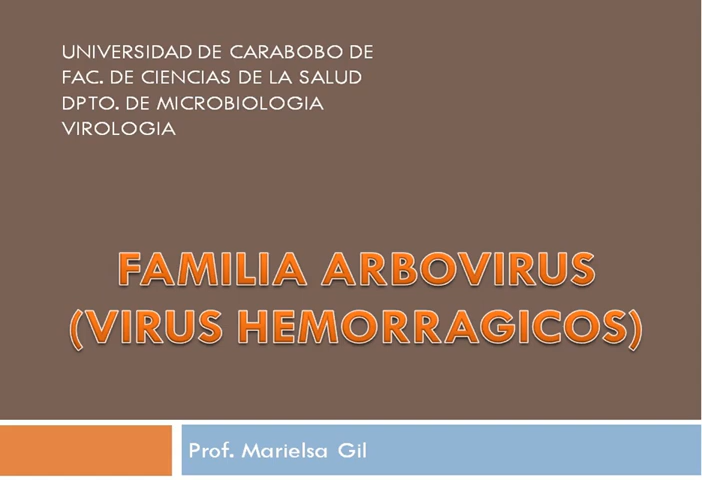 UNIVERSIDAD DE CARABOBO DE
FAC. DE CIENCIAS DE LA SALUD
DPTO. DE MICROBIOLOGIA
VIROLOGIA
FAMILIA ARBOVIRUS
(VIRUS HEMORRAGICOS)
Prof. Marielsa Gil